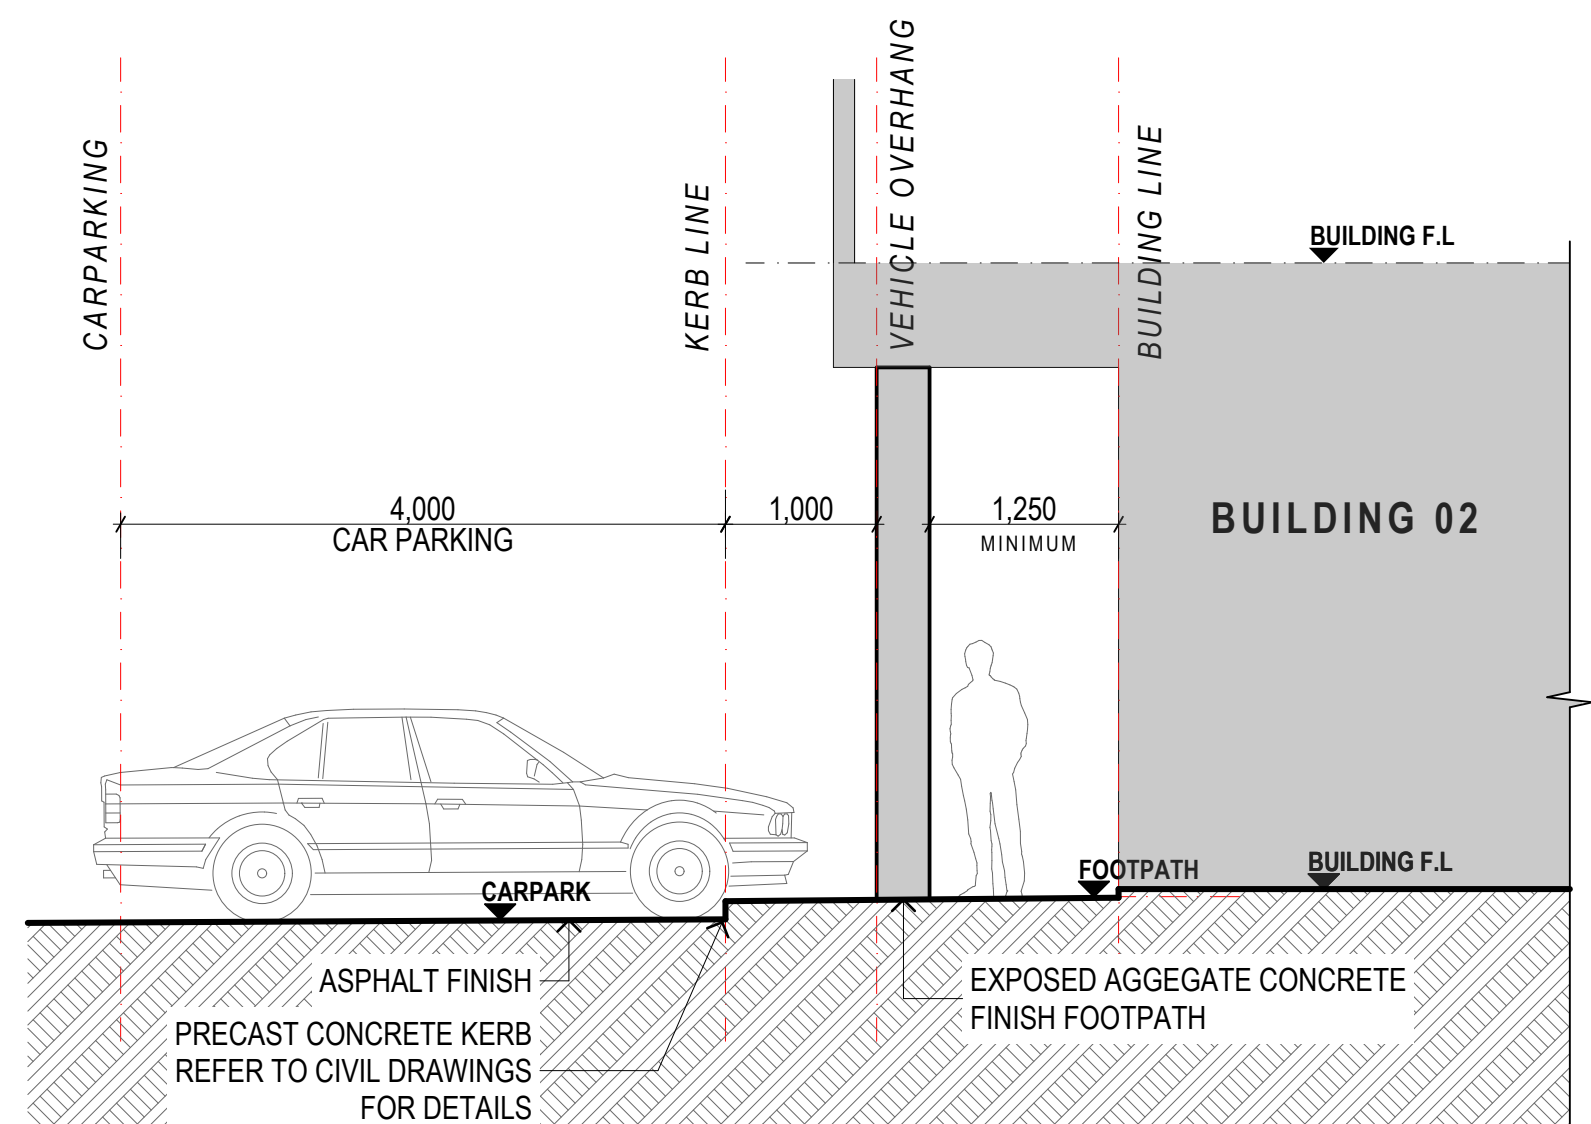 CARPARKING
KERB LINE
VEHICLE OVERHANG
BUILDING LINE
BUILDING F.L
4,000
CAR PARKING
1,000
1,250
MINIMUM
BUILDING 02
CARPARK
FOOTPATH
BUILDING F.L
ASPHALT FINISH
PRECAST CONCRETE KERB
REFER TO CIVIL DRAWINGS
FOR DETAILS
EXPOSED AGGEGATE CONCRETE
FINISH FOOTPATH